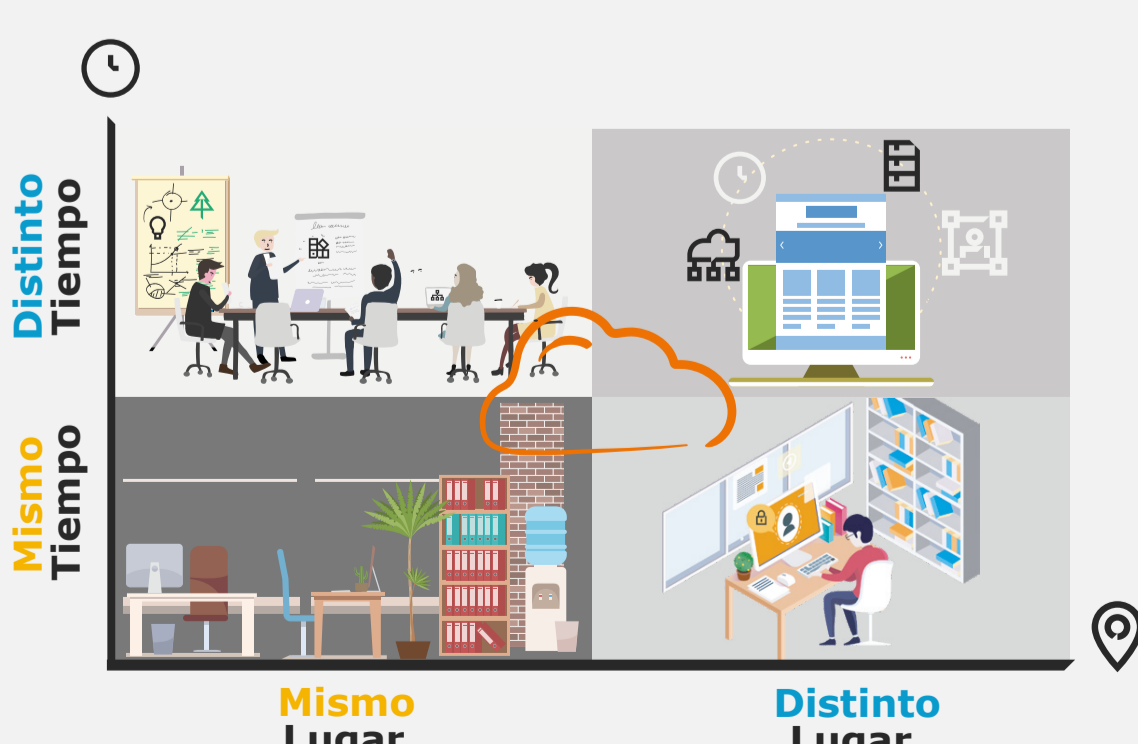 Distinto
Tiempo
Mismo
Tiempo
Mismo
Lugar
Distinto
Lugar